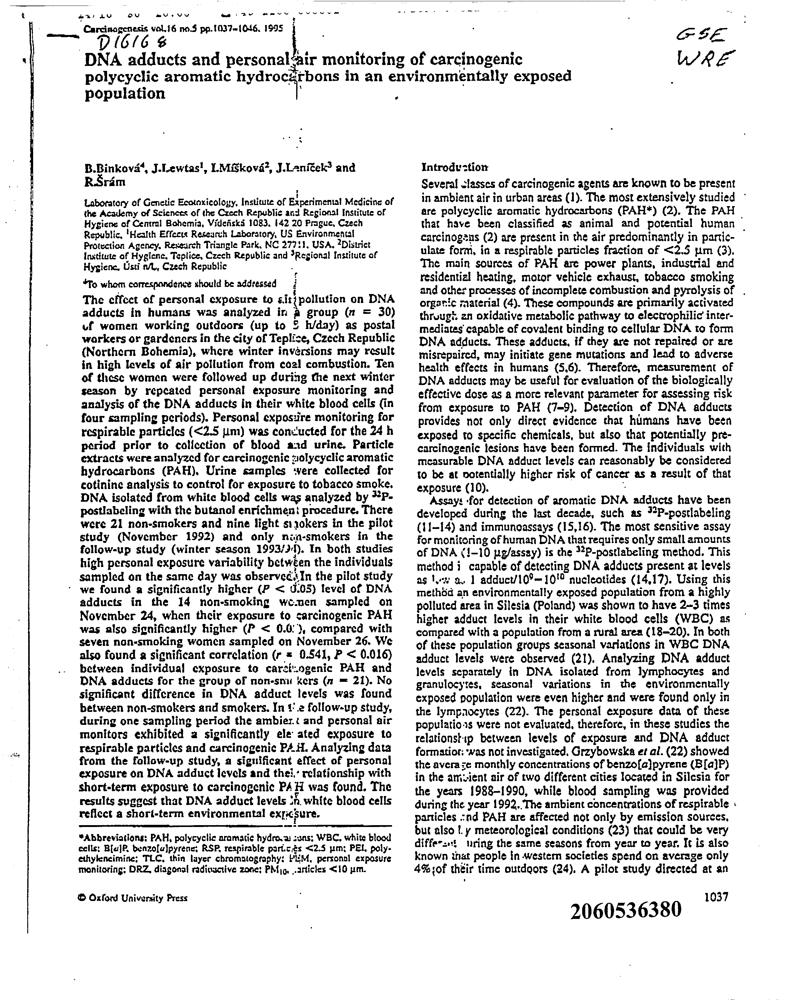 Carcinogenesis vol.16 no.5 pp.1037–1046, 1995
D16168
GSE
WRE
DNA adducts and personal air monitoring of carcinogenic
polycyclic aromatic hydrocarbons in an environmentally exposed
population
B.Binková⁴, J.Lewtas¹, I.Míšková², J.Leníček³ and
R.Šrám
Laboratory of Genetic Ecotoxicology, Institute of Experimental Medicine of
the Academy of Sciences of the Czech Republic and Regional Institute of
Hygiene of Central Bohemia, Vídeňská 1083, 142 20 Prague, Czech
Republic, ¹Health Effects Research Laboratory, US Environmental
Protection Agency, Research Triangle Park, NC 27711, USA, ²District
Institute of Hygiene, Teplice, Czech Republic and ³Regional Institute of
Hygiene, Ústí n/L, Czech Republic
⁴To whom correspondence should be addressed
The effect of personal exposure to air pollution on DNA
adducts in humans was analyzed in a group (n = 30)
of women working outdoors (up to 8 h/day) as postal
workers or gardeners in the city of Teplice, Czech Republic
(Northern Bohemia), where winter inversions may result
in high levels of air pollution from coal combustion. Ten
of these women were followed up during the next winter
season by repeated personal exposure monitoring and
analysis of the DNA adducts in their white blood cells (in
four sampling periods). Personal exposure monitoring for
respirable particles (<2.5 µm) was conducted for the 24 h
period prior to collection of blood and urine. Particle
extracts were analyzed for carcinogenic polycyclic aromatic
hydrocarbons (PAH). Urine samples were collected for
cotinine analysis to control for exposure to tobacco smoke.
DNA isolated from white blood cells was analyzed by ³²P-
postlabeling with the butanol enrichment procedure. There
were 21 non-smokers and nine light smokers in the pilot
study (November 1992) and only non-smokers in the
follow-up study (winter season 1993/94). In both studies
high personal exposure variability between the individuals
sampled on the same day was observed. In the pilot study
we found a significantly higher (P < 0.05) level of DNA
adducts in the 14 non-smoking women sampled on
November 24, when their exposure to carcinogenic PAH
was also significantly higher (P < 0.0 ), compared with
seven non-smoking women sampled on November 26. We
also found a significant correlation (r = 0.541, P < 0.016)
between individual exposure to carcinogenic PAH and
DNA adducts for the group of non-smokers (n = 21). No
significant difference in DNA adduct levels was found
between non-smokers and smokers. In the follow-up study,
during one sampling period the ambient and personal air
monitors exhibited a significantly elevated exposure to
respirable particles and carcinogenic PAH. Analyzing data
from the follow-up study, a significant effect of personal
exposure on DNA adduct levels and their relationship with
short-term exposure to carcinogenic PAH was found. The
results suggest that DNA adduct levels in white blood cells
reflect a short-term environmental exposure.
*Abbreviations: PAH, polycyclic aromatic hydrocarbons; WBC, white blood
cells; B[a]P, benzo[a]pyrene; RSP, respirable particles <2.5 µm; PEI, poly-
ethylencimine; TLC, thin layer chromatography; PEM, personal exposure
monitoring; DRZ, diagonal radioactive zone; PM₁₀, particles <10 µm.
© Oxford University Press
Introduction
Several classes of carcinogenic agents are known to be present
in ambient air in urban areas (1). The most extensively studied
are polycyclic aromatic hydrocarbons (PAH*) (2). The PAH
that have been classified as animal and potential human
carcinogens (2) are present in the air predominantly in partic-
ulate form, in a respirable particles fraction of <2.5 µm (3).
The main sources of PAH are power plants, industrial and
residential heating, motor vehicle exhaust, tobacco smoking
and other processes of incomplete combustion and pyrolysis of
organic material (4). These compounds are primarily activated
through an oxidative metabolic pathway to electrophilic inter-
mediates capable of covalent binding to cellular DNA to form
DNA adducts. These adducts, if they are not repaired or are
misrepaired, may initiate gene mutations and lead to adverse
health effects in humans (5,6). Therefore, measurement of
DNA adducts may be useful for evaluation of the biologically
effective dose as a more relevant parameter for assessing risk
from exposure to PAH (7–9). Detection of DNA adducts
provides not only direct evidence that humans have been
exposed to specific chemicals, but also that potentially pre-
carcinogenic lesions have been formed. The individuals with
measurable DNA adduct levels can reasonably be considered
to be at potentially higher risk of cancer as a result of that
exposure (10).
Assays for detection of aromatic DNA adducts have been
developed during the last decade, such as ³²P-postlabeling
(11–14) and immunoassays (15,16). The most sensitive assay
for monitoring of human DNA that requires only small amounts
of DNA (1–10 µg/assay) is the ³²P-postlabeling method. This
method is capable of detecting DNA adducts present at levels
as low as 1 adduct/10⁹–10¹⁰ nucleotides (14,17). Using this
method an environmentally exposed population from a highly
polluted area in Silesia (Poland) was shown to have 2–3 times
higher adduct levels in their white blood cells (WBC) as
compared with a population from a rural area (18–20). In both
of these population groups seasonal variations in WBC DNA
adduct levels were observed (21). Analyzing DNA adduct
levels separately in DNA isolated from lymphocytes and
granulocytes, seasonal variations in the environmentally
exposed population were even higher and were found only in
the lymphocytes (22). The personal exposure data of these
populations were not evaluated, therefore, in these studies the
relationship between levels of exposure and DNA adduct
formation was not investigated. Grzybowska et al. (22) showed
the average monthly concentrations of benzo[a]pyrene (B[a]P)
in the ambient air of two different cities located in Silesia for
the years 1988–1990, while blood sampling was provided
during the year 1992. The ambient concentrations of respirable
particles and PAH are affected not only by emission sources,
but also by meteorological conditions (23) that could be very
different during the same seasons from year to year. It is also
known that people in western societies spend on average only
4% of their time outdoors (24). A pilot study directed at an
1037
2060536380